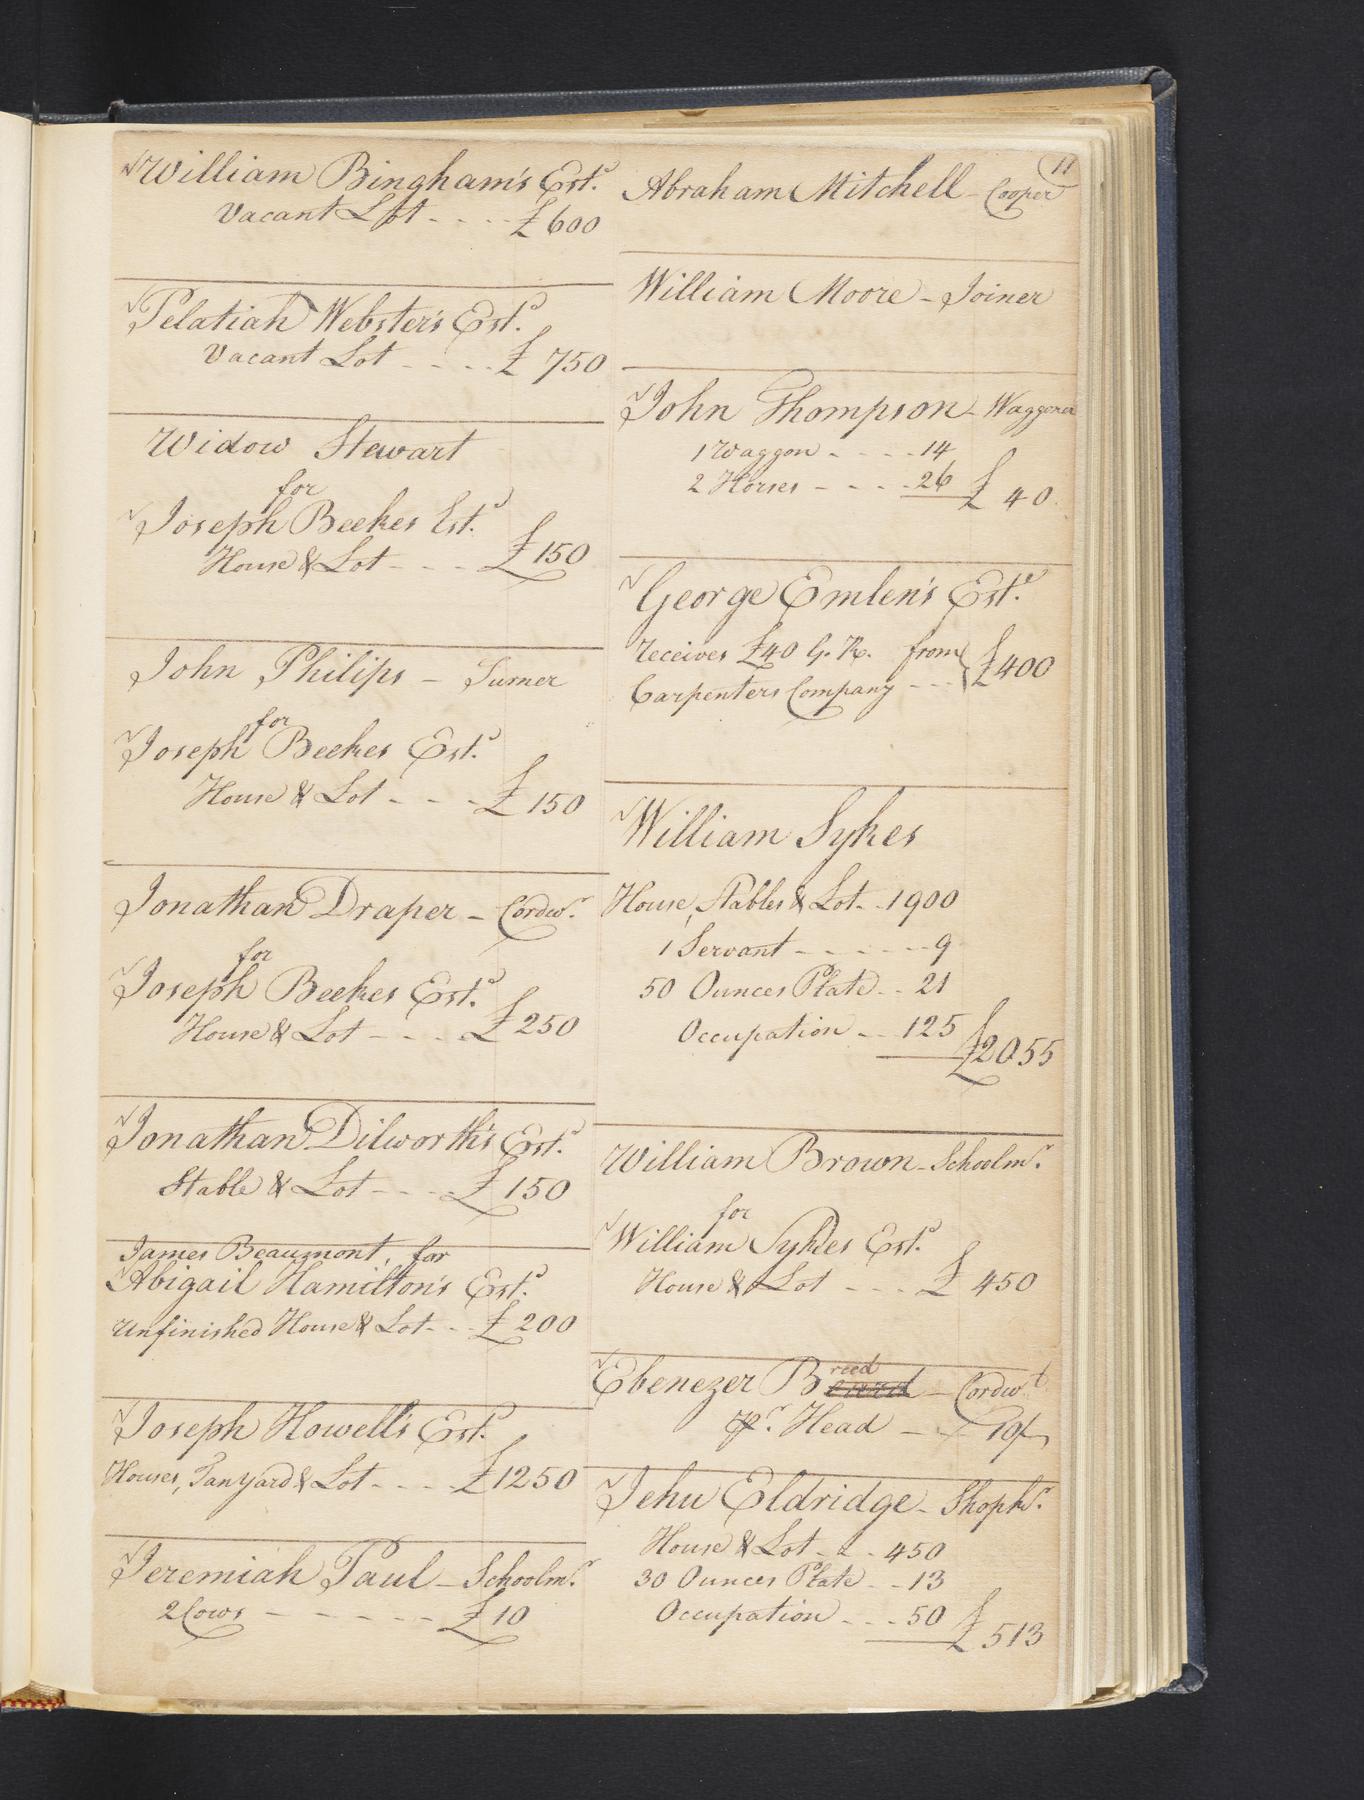 11
William Bingham's Est.e
Vacant Lot - - - - £600
Pelatiah Webster's Est.e
Vacant Lot - - - - £ 750
Widow Stewart
for
Joseph Beekes Est.e
House & Lot - - - £150
John Philips - Turner
for
Joseph Beekes Est.e
House & Lot - - - £ 150
Jonathan Draper - Cordw.r
for
Joseph Beekes Est.e
House & Lot - - - £250
Jonathan Dilworth's Est.e
Stable & Lot - - - £ 150
James Beaumont, for
Abigail Hamilton's Est.e
Unfinished House & Lot - - £ 200
Joseph Howell's Est.e
Houses, Tanyard & Lot - - - - £1250
Jeremiah Paul - Schoolm.r
2 Cows - - - - - - £ 10
Abraham Mitchell - Cooper
William Moore - Joiner
John Thompson - Waggoner
1 Waggon - - - - 14
2 Horses - - - - 26 £ 40
George Emlen's Est.e
receives £40 G. R. from
Carpenters Company - - - £400
William Sykes
House, Stables & Lot - - 1900
1 Servant - - - - - - 9
50 Ounces Plate - - 21
Occupation - - 125 £2055
William Brown - Schoolm.r
for
William Sykes Est.e
House & Lot - - - £ 450
Ebenezer Breed - Cordw.r
P.r Head - - 10/
Jehu Eldridge - Shopk.r
House & Lot - - - 450
30 Ounces Plate - - 13
Occupation - - - 50 £ 513